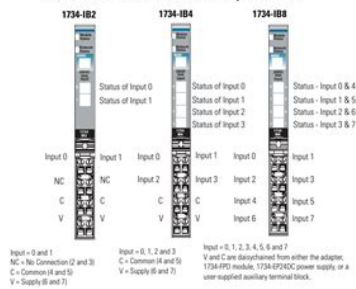 1734-IB2
1734-IB4
1734-IB8
Status of Input 0
Status of Input 1
Status of Input 0
Status of Input 1
Status of Input 2
Status of Input 3
Status - Input 0 & 4
Status - Input 1 & 5
Status - Input 2 & 6
Status - Input 3 & 7
Input 0
Input 1
NC
NC
C
C
V
V
Input 0
Input 1
Input 2
Input 3
C
C
V
V
Input 0
Input 1
Input 2
Input 3
Input 4
Input 5
Input 6
Input 7
Input = 0 and 1
NC = No Connection (2 and 3)
C = Common (4 and 5)
V = Supply (6 and 7)
Input = 0, 1, 2 and 3
C = Common (4 and 5)
V = Supply (6 and 7)
Input = 0, 1, 2, 3, 4, 5, 6 and 7
V and C are daisychained from either the adapter,
1734-FPD module, 1734-EP24DC power supply, or a
user-supplied auxiliary terminal block.